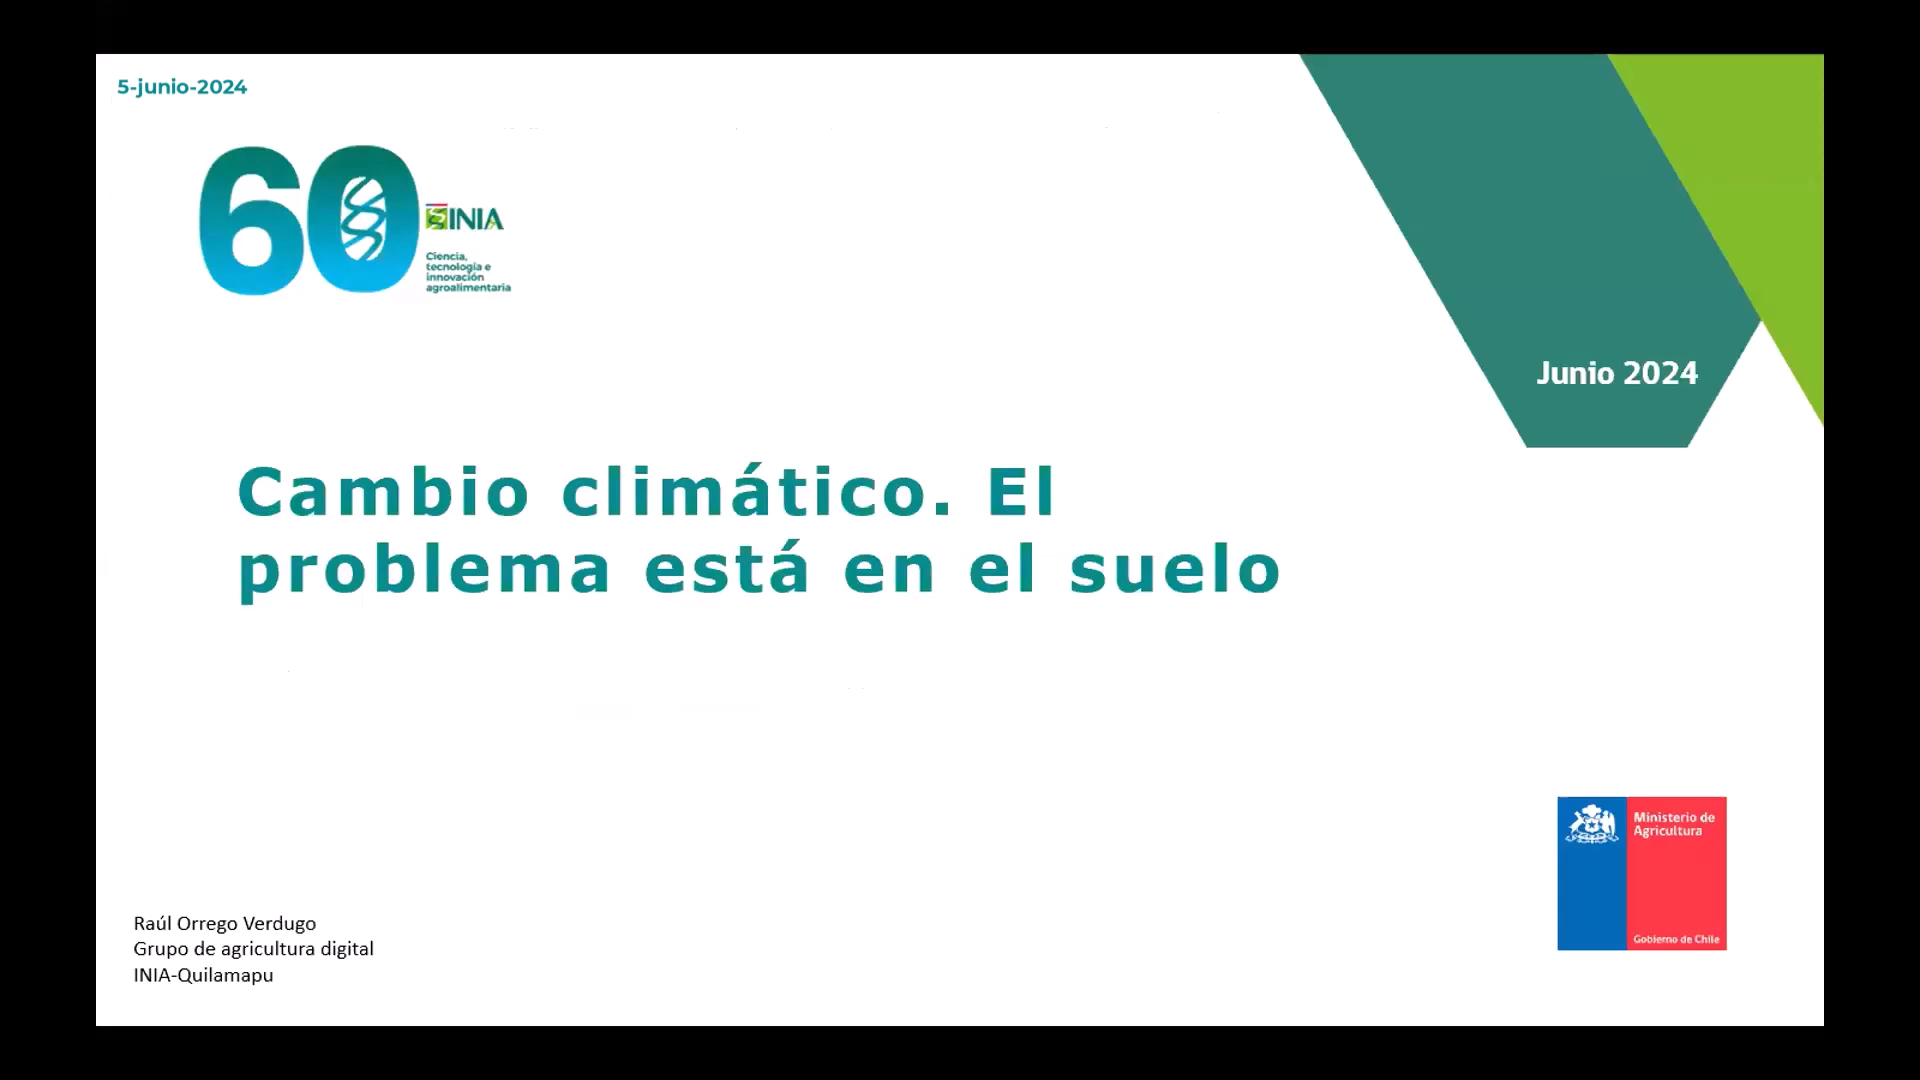 5-junio-2024
60
INIA
Ciencia,
tecnología e
innovación
agroalimentaria
Junio 2024
Cambio climático. El
problema está en el suelo
Ministerio de
Agricultura
Gobierno de Chile
Raúl Orrego Verdugo
Grupo de agricultura digital
INIA-Quilamapu